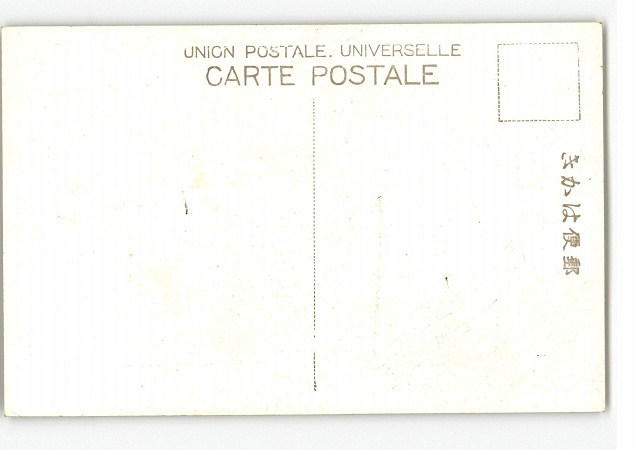 UNION POSTALE. UNIVERSELLE
CARTE POSTALE
きかは便郵